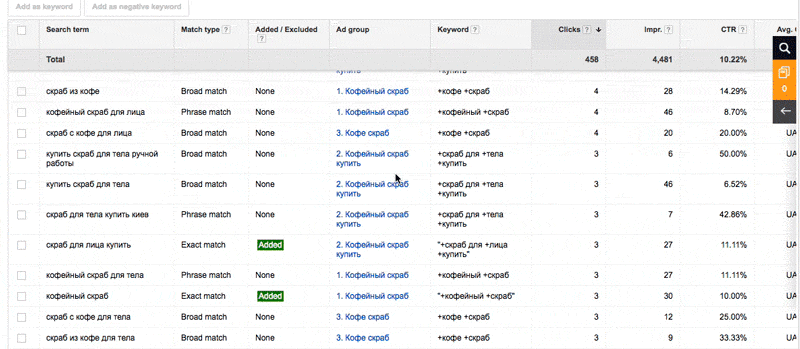 Add as keyword Add as negative keyword
Search term Match type ? Added / Excluded ? Ad group Keyword ? Clicks ? ↓ Impr. ? CTR ? Avg.
Total 458 4,481 10.22%
купить +купить
скраб из кофе Broad match None 1. Кофейный скраб +кофе +скраб 4 28 14.29%
0
кофейный скраб для лица Phrase match None 1. Кофейный скраб +кофейный +скраб 4 46 8.70%
скраб с кофе для лица Broad match None 3. Кофе скраб +кофе +скраб 4 20 20.00% UA
купить скраб для тела ручной работы Broad match None 2. Кофейный скраб купить +скраб для +тела +купить 3 6 50.00% UA
купить скраб для тела Broad match None 2. Кофейный скраб купить +скраб для +тела +купить 3 46 6.52% UA
скраб для тела купить киев Phrase match None 2. Кофейный скраб купить +скраб для +тела +купить 3 7 42.86% UA
скраб для лица купить Exact match Added 2. Кофейный скраб купить "+скраб для +лица +купить" 3 27 11.11% UA
кофейный скраб для тела Phrase match None 1. Кофейный скраб +кофейный +скраб 3 27 11.11% UA
кофейный скраб Exact match Added 1. Кофейный скраб "+кофейный +скраб" 3 30 10.00% UA
скраб с кофе для тела Broad match None 3. Кофе скраб +кофе +скраб 3 12 25.00% UA
скраб из кофе для тела Broad match None 3. Кофе скраб +кофе +скраб 3 9 33.33% UA